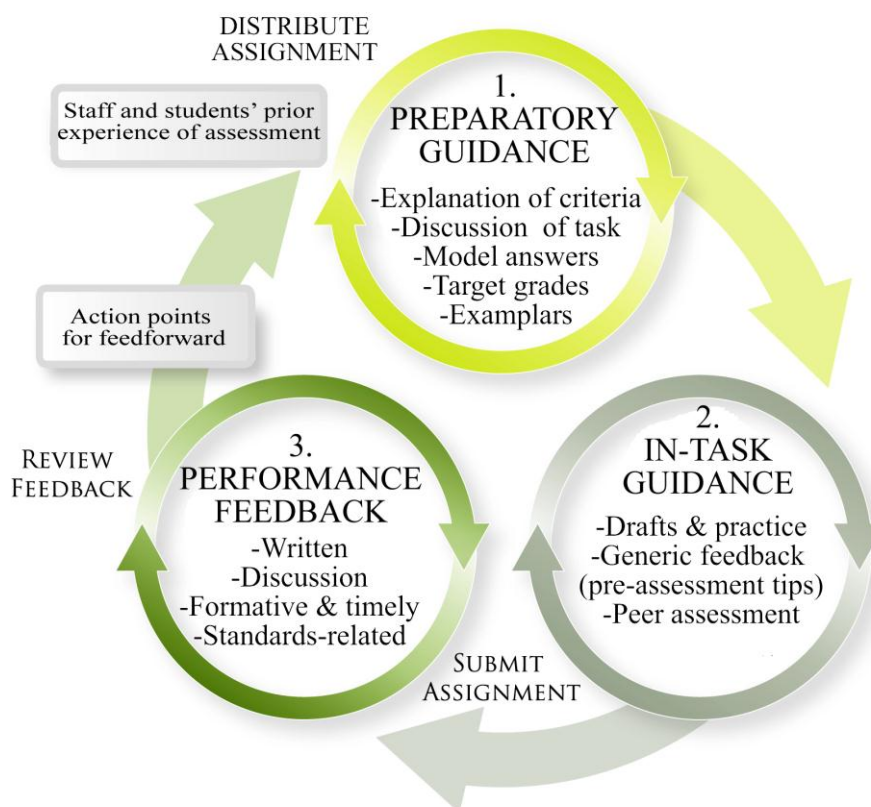 DISTRIBUTE
ASSIGNMENT
Staff and students' prior
experience of assessment
1.
PREPARATORY
GUIDANCE
-Explanation of criteria
-Discussion of task
-Model answers
-Target grades
-Examplars
Action points
for feedforward
2.
IN-TASK
GUIDANCE
-Drafts & practice
-Generic feedback
(pre-assessment tips)
-Peer assessment
SUBMIT
ASSIGNMENT
3.
PERFORMANCE
FEEDBACK
-Written
-Discussion
-Formative & timely
-Standards-related
REVIEW
FEEDBACK